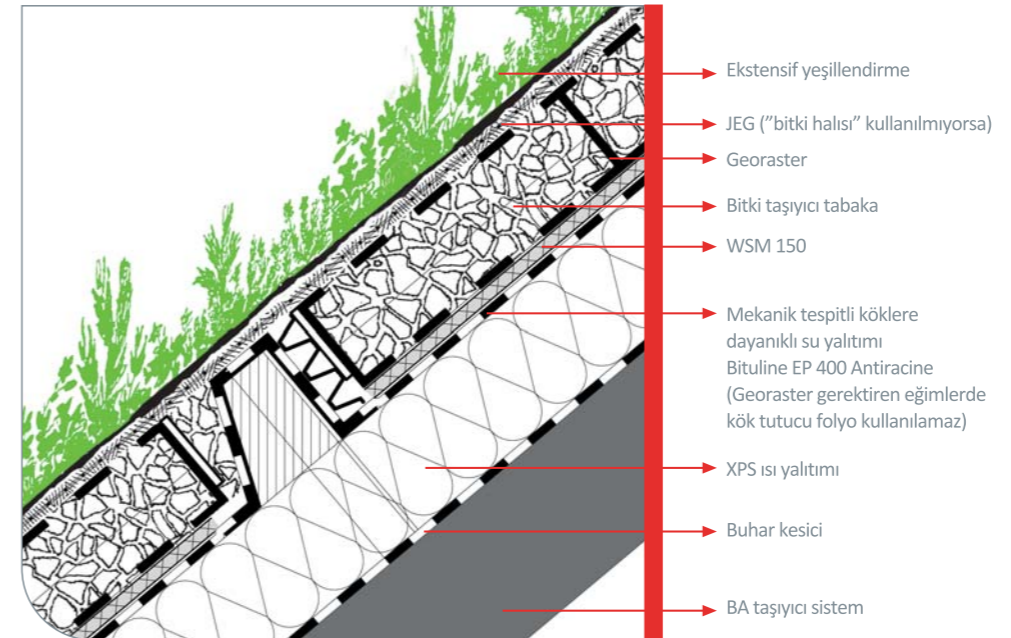 Ekstensif yeşillendirme
JEG ("bitki halısı" kullanılmıyorsa)
Georaster
Bitki taşıyıcı tabaka
WSM 150
Mekanik tespitli köklere
dayanıklı su yalıtımı
Bituline EP 400 Antiracine
(Georaster gerektiren eğimlerde
kök tutucu folyo kullanılamaz)
XPS ısı yalıtımı
Buhar kesici
BA taşıyıcı sistem